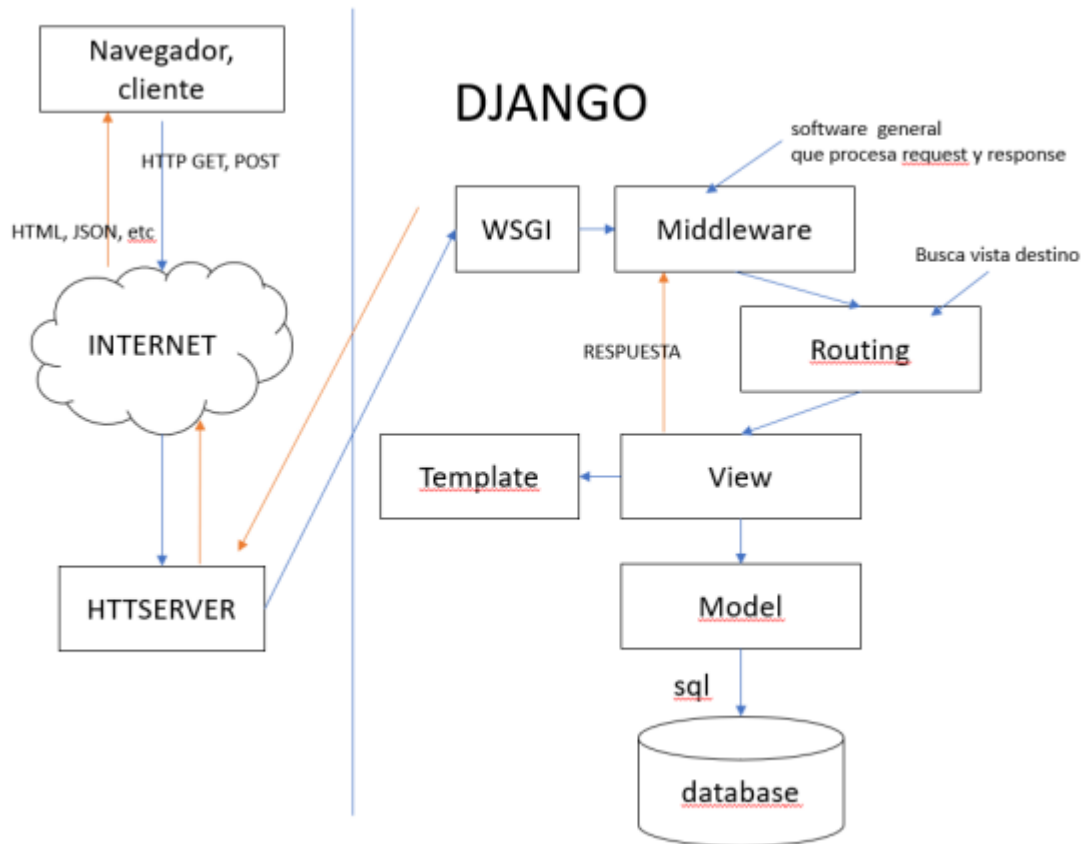 Navegador,
cliente
HTTP GET, POST
HTML, JSON, etc
INTERNET
HTTSERVER
DJANGO
software general
que procesa request y response
WSGI
Middleware
Busca vista destino
Routing
RESPUESTA
Template
View
Model
sql
database